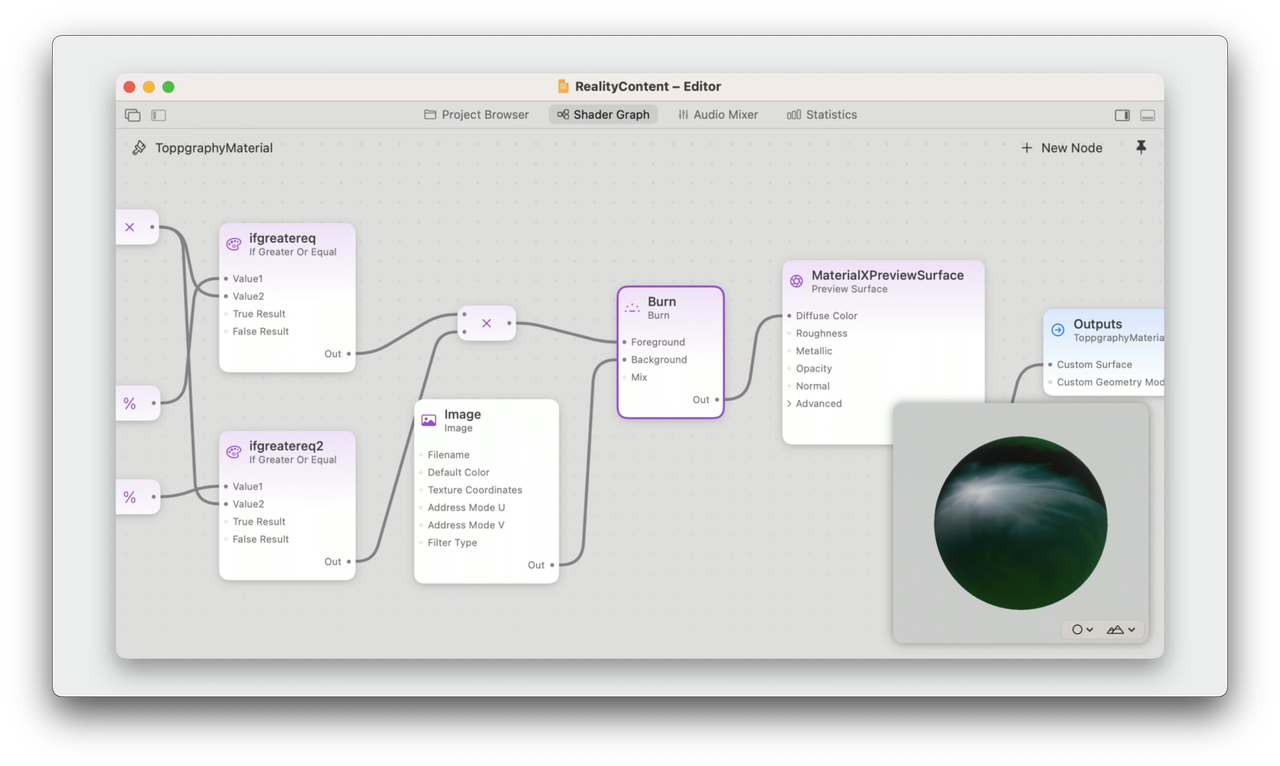 RealityContent – Editor
Project Browser
Shader Graph
Audio Mixer
Statistics
ToppgraphyMaterial
+ New Node
×
%
%
ifgreatereq
If Greater Or Equal
Value1
Value2
True Result
False Result
Out
ifgreatereq2
If Greater Or Equal
Value1
Value2
True Result
False Result
Out
×
Image
Image
Filename
Default Color
Texture Coordinates
Address Mode U
Address Mode V
Filter Type
Out
Burn
Burn
Foreground
Background
Mix
Out
MaterialXPreviewSurface
Preview Surface
Diffuse Color
Roughness
Metallic
Opacity
Normal
Advanced
Outputs
ToppgraphyMateria
Custom Surface
Custom Geometry Mod